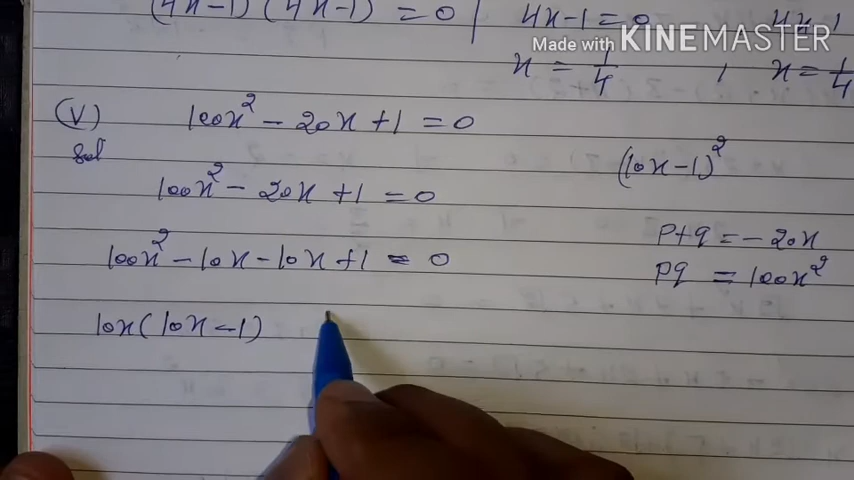 (4x-1) (4x-1) = 0 | 4x-1 = 0 4x 1
Made with KINEMASTER
x = 1/4 , x = 1/4
(V) 100x² - 20x + 1 = 0
Sol
(10x - 1)²
100x² - 20x + 1 = 0
p+q = -20x
100x² - 10x - 10x + 1 = 0
pq = 100x²
10x ( 10x - 1)